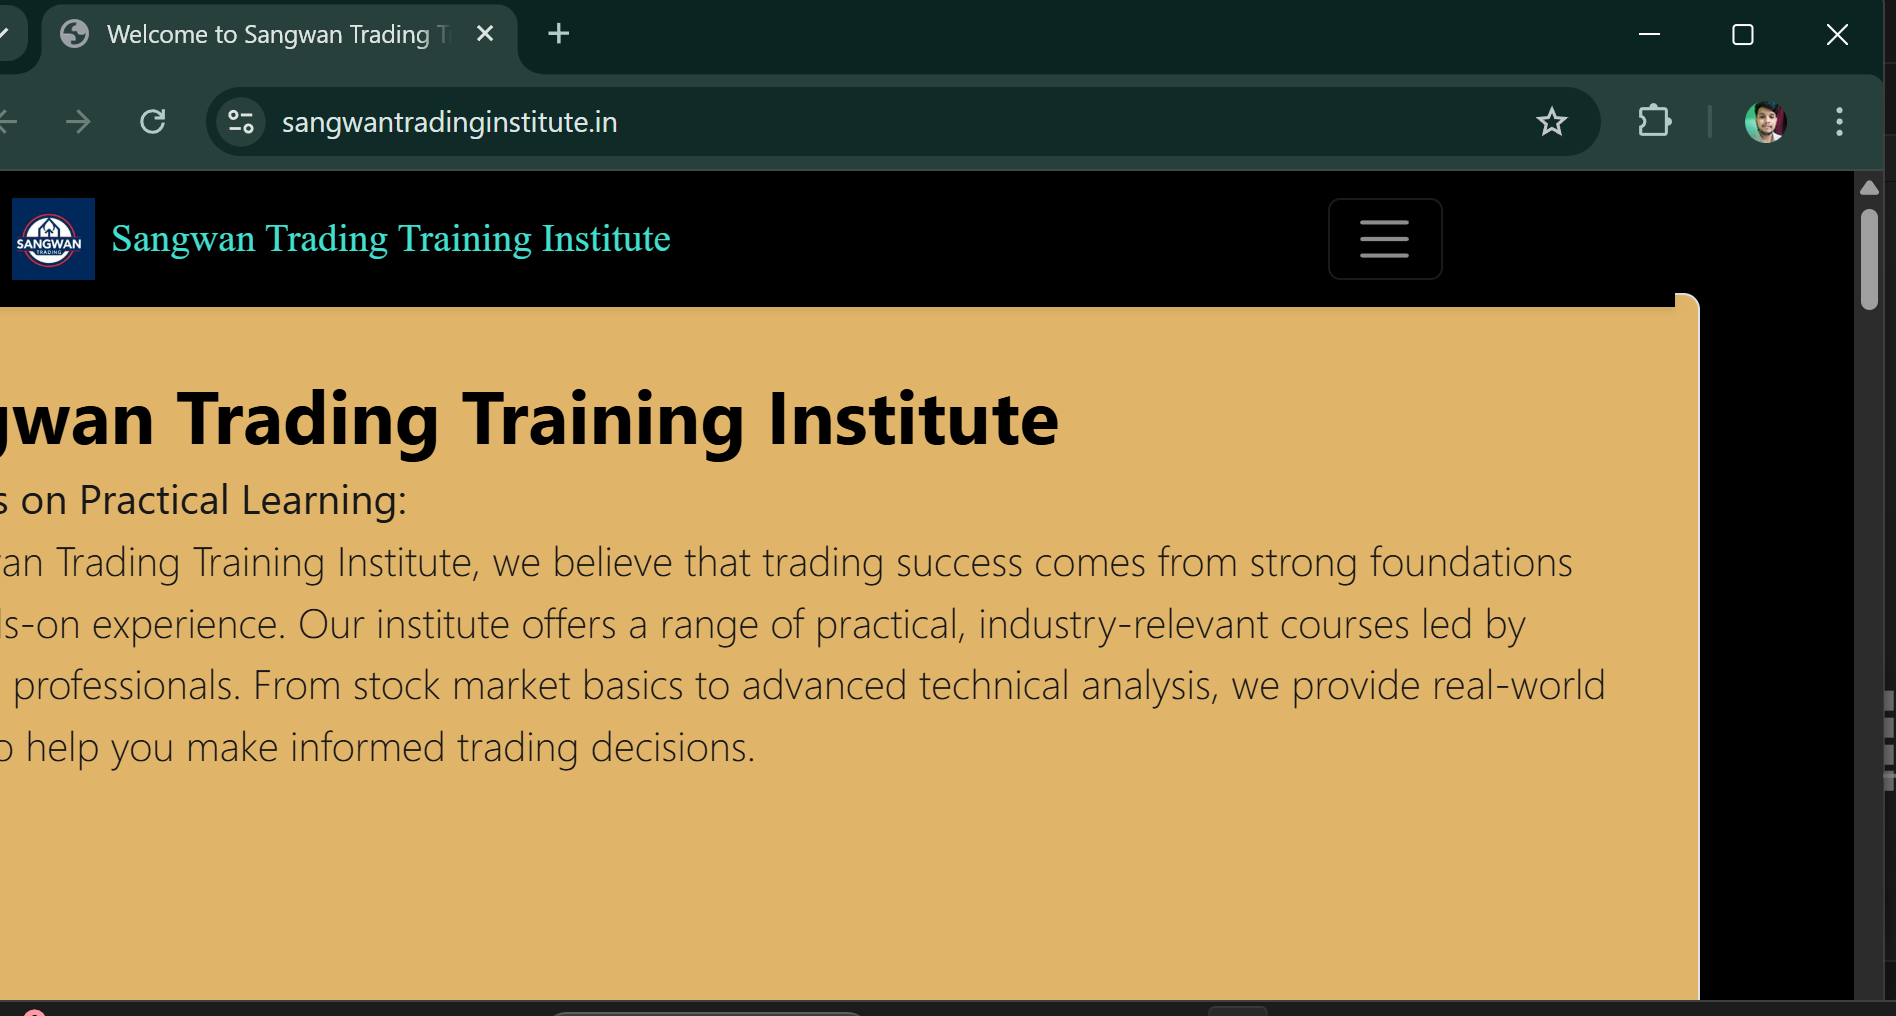 Welcome to Sangwan Trading
sangwantradinginstitute.in
SANGWAN
TRADING
Sangwan Trading Training Institute
gwan Trading Training Institute
s on Practical Learning:
an Trading Training Institute, we believe that trading success comes from strong foundations
ds-on experience. Our institute offers a range of practical, industry-relevant courses led by
professionals. From stock market basics to advanced technical analysis, we provide real-world
o help you make informed trading decisions.